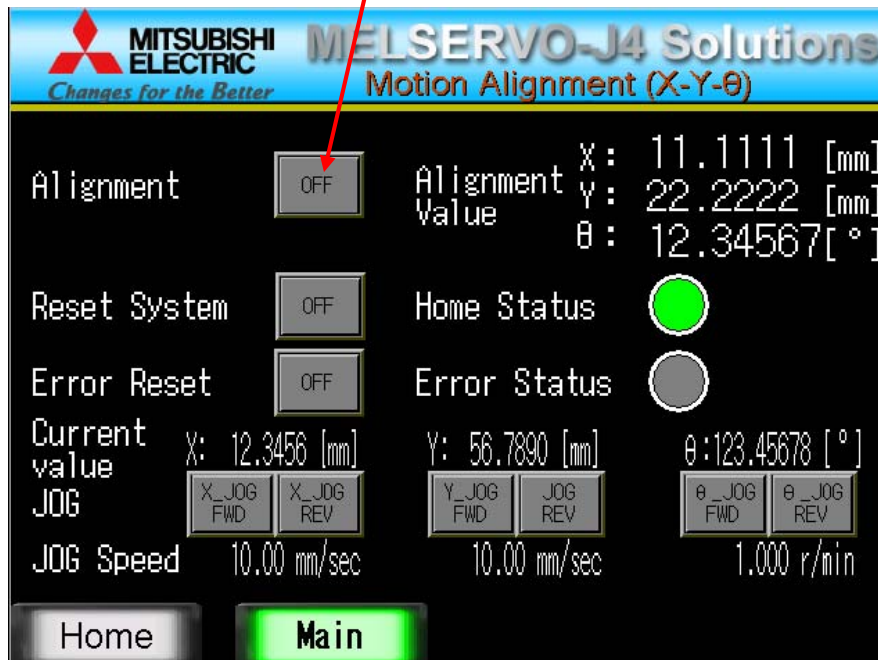 MITSUBISHI ELECTRIC
Changes for the Better
MELSERVO-J4 Solutions
Motion Alignment (X-Y-θ)
Alignment OFF
Alignment Value
X: 11.1111 [mm]
Y: 22.2222 [mm]
θ: 12.34567[°]
Reset System OFF Home Status
Error Reset OFF Error Status
Current value X: 12.3456 [mm] Y: 56.7890 [mm] θ:123.45678 [°]
JOG X_JOG FWD X_JOG REV Y_JOG FWD JOG REV θ_JOG FWD θ_JOG REV
JOG Speed 10.00 mm/sec 10.00 mm/sec 1.000 r/min
Home Main